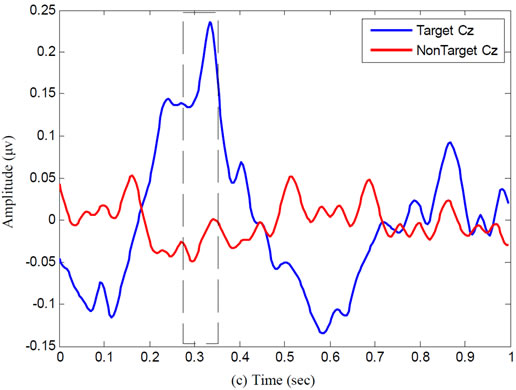 Target Cz
NonTarget Cz
Amplitude (μv)
0.25
0.2
0.15
0.1
0.05
0
-0.05
-0.1
-0.15
0 0.1 0.2 0.3 0.4 0.5 0.6 0.7 0.8 0.9 1
(c) Time (sec)